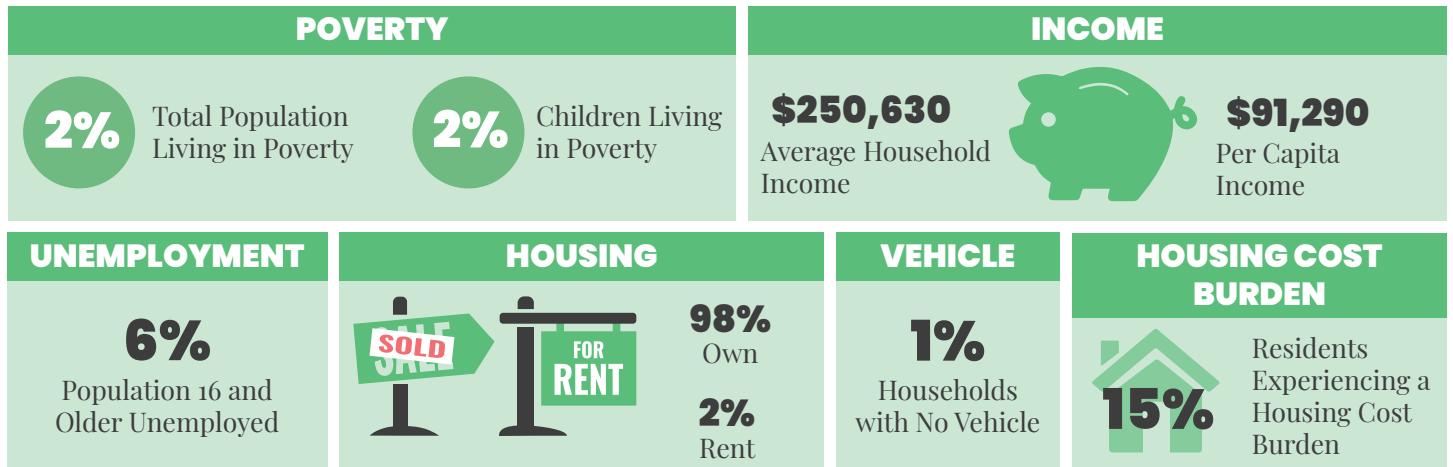 POVERTY
2%
Total Population
Living in Poverty
2%
Children Living
in Poverty
INCOME
$250,630
Average Household
Income
$91,290
Per Capita
Income
UNEMPLOYMENT
6%
Population 16 and
Older Unemployed
HOUSING
SALE
SOLD
FOR
RENT
98%
Own
2%
Rent
VEHICLE
1%
Households
with No Vehicle
HOUSING COST
BURDEN
15%
Residents
Experiencing a
Housing Cost
Burden